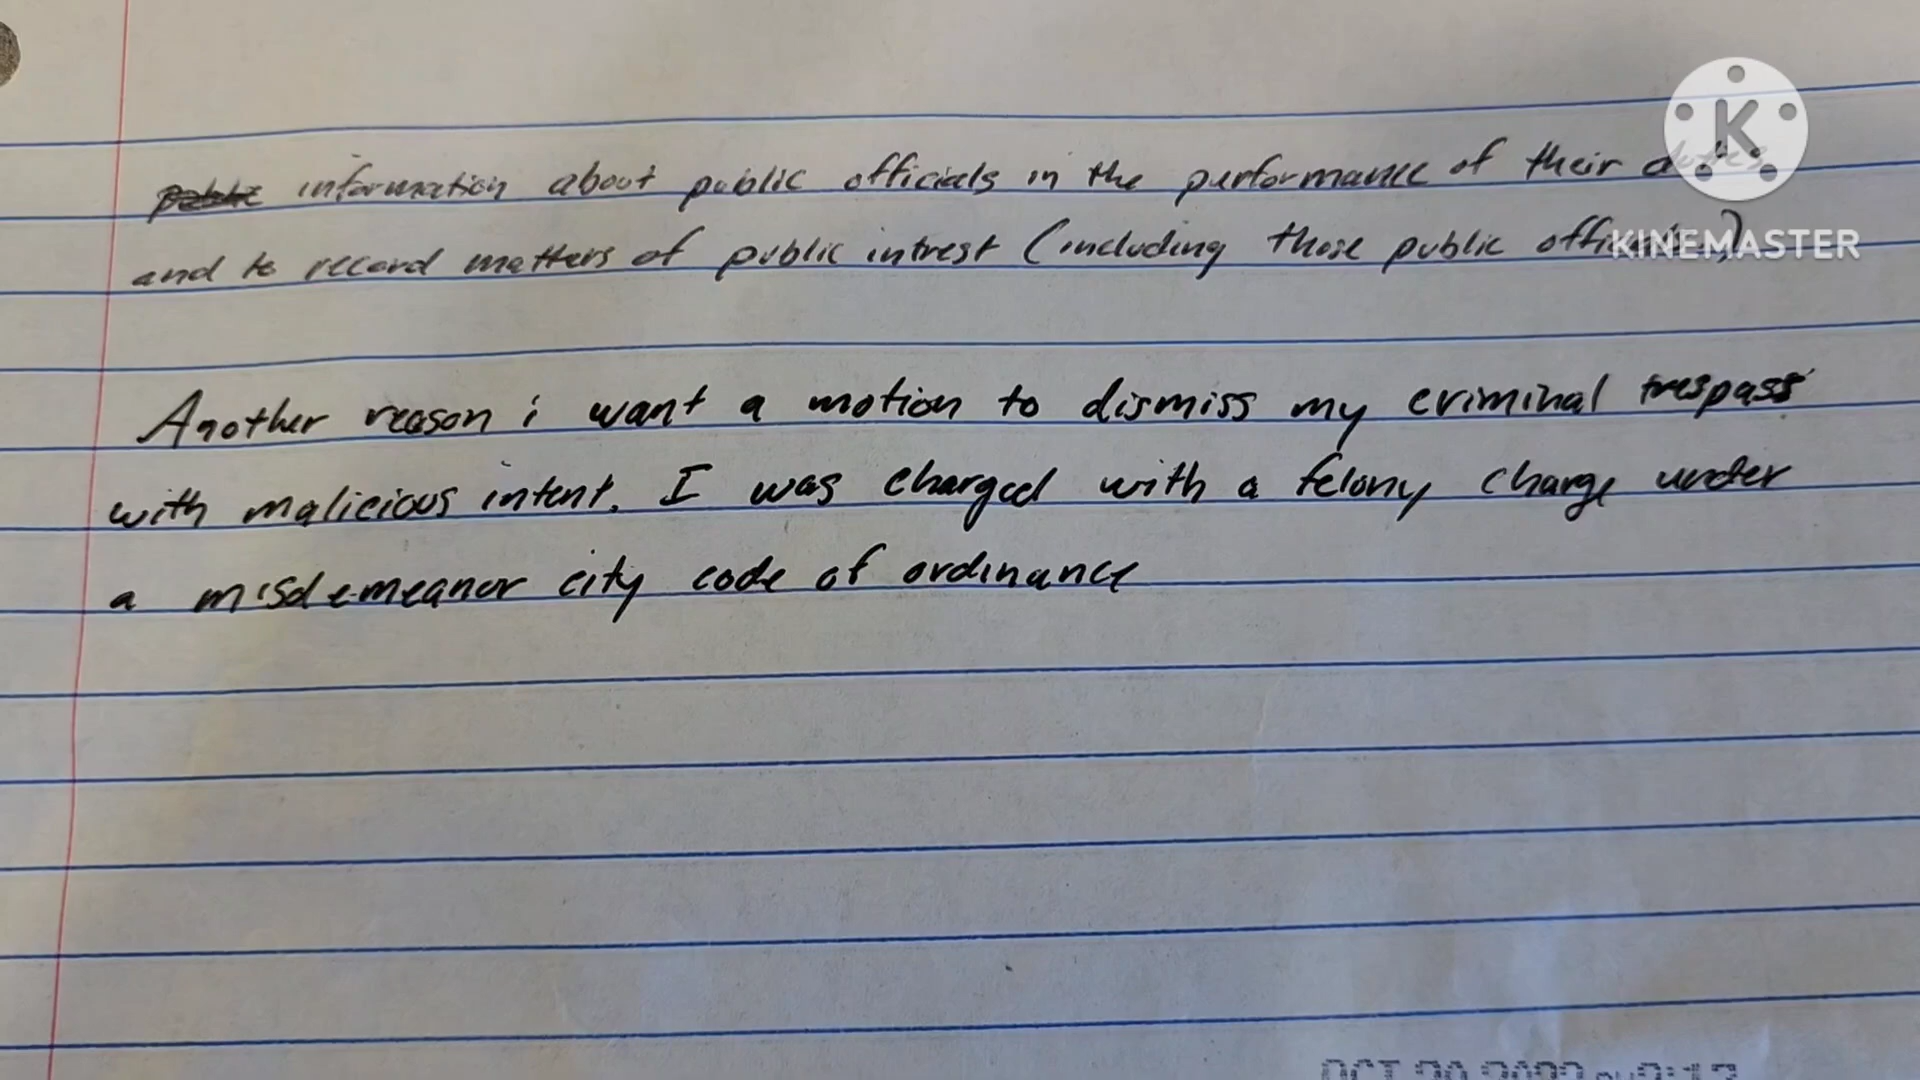 information about public officials in the performance of their duties
and to record matters of public intrest (including those public officials.)
Another reason i want a motion to dismiss my criminal trespass
with malicious intent. I was charged with a felony charge under
a misdemeanor city code of ordinance
KINEMASTER